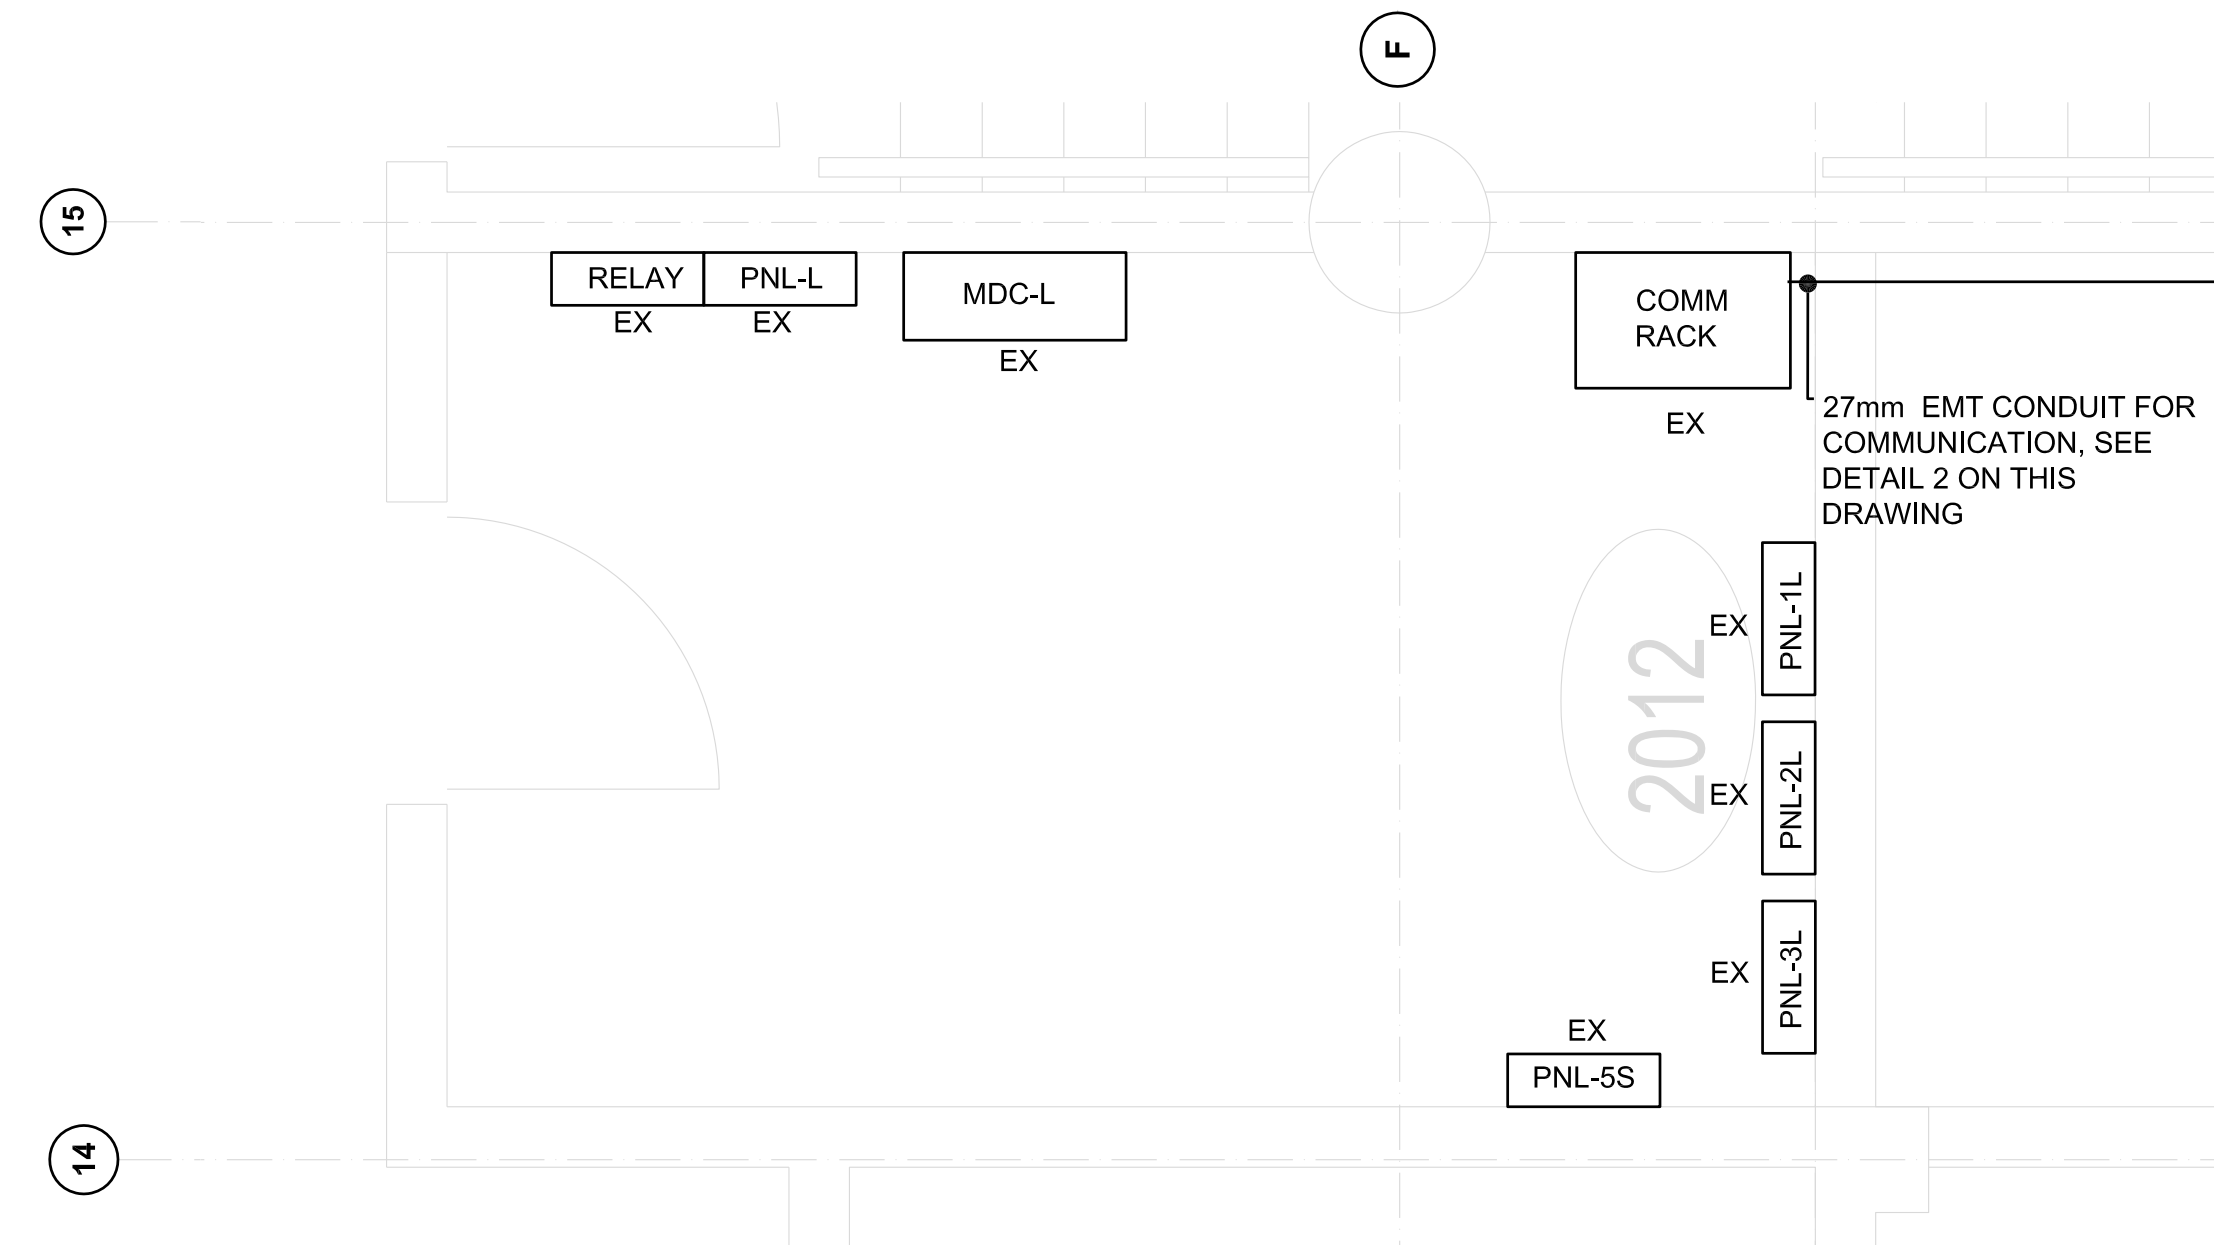 F
15
RELAY
PNL-L
MDC-L
EX
EX
EX
COMM
RACK
EX
27mm EMT CONDUIT FOR
COMMUNICATION, SEE
DETAIL 2 ON THIS
DRAWING
2012
EX
PNL-1L
EX
PNL-2L
EX
PNL-3L
EX
PNL-5S
14